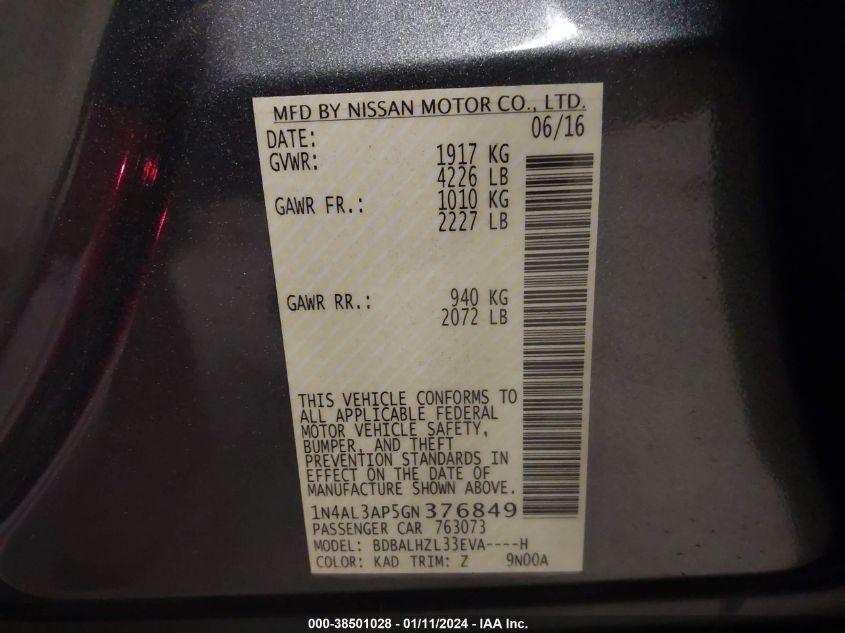 MFD BY NISSAN MOTOR CO., LTD.
DATE: 06/16
GVWR: 1917 KG
4226 LB
GAWR FR.: 1010 KG
2227 LB
GAWR RR.: 940 KG
2072 LB
THIS VEHICLE CONFORMS TO
ALL APPLICABLE FEDERAL
MOTOR VEHICLE SAFETY,
BUMPER, AND THEFT
PREVENTION STANDARDS IN
EFFECT ON THE DATE OF
MANUFACTURE SHOWN ABOVE.
1N4AL3AP5GN376849
PASSENGER CAR 763073
MODEL: BDBALHZL33EVA----H
COLOR: KAD TRIM: Z 9N00A
000-38501028 - 01/11/2024 - IAA Inc.